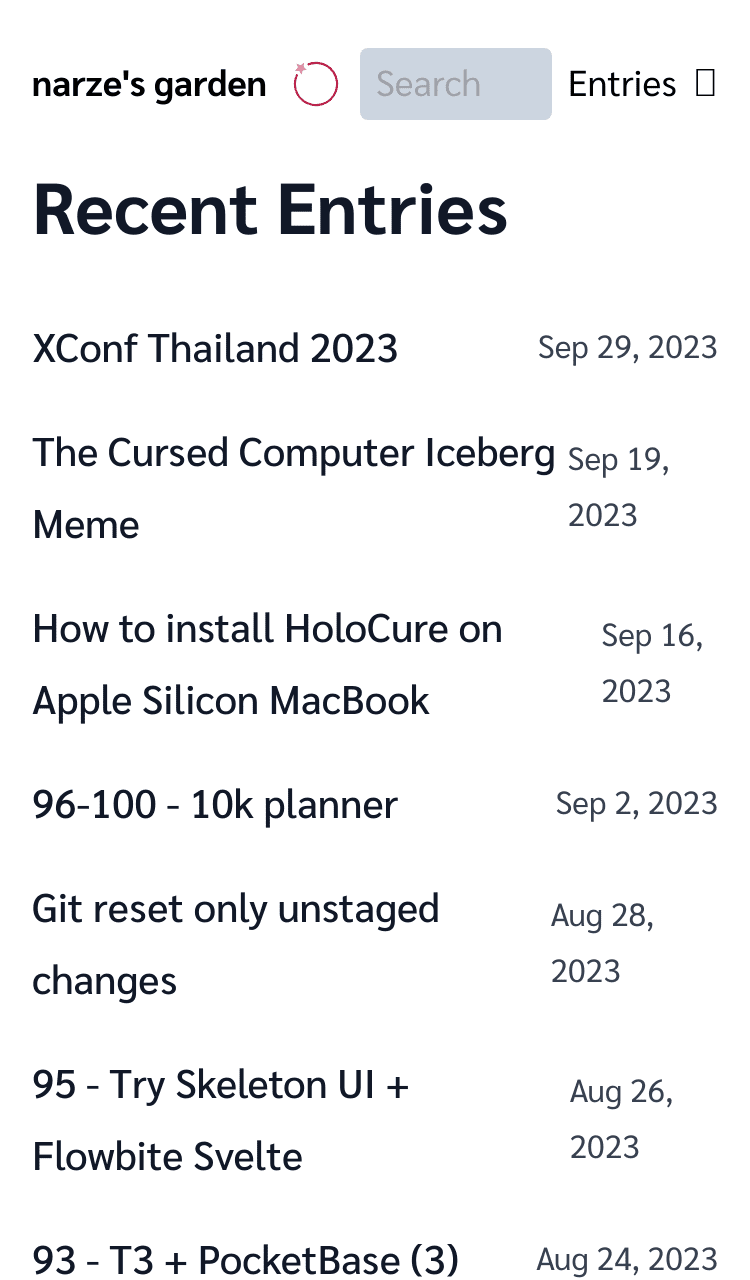 narze's garden Search Entries
Recent Entries
XConf Thailand 2023 Sep 29, 2023
The Cursed Computer Iceberg Sep 19,
Meme 2023
How to install HoloCure on Sep 16,
Apple Silicon MacBook 2023
96-100 - 10k planner Sep 2, 2023
Git reset only unstaged Aug 28,
changes 2023
95 - Try Skeleton UI + Aug 26,
Flowbite Svelte 2023
93 - T3 + PocketBase (3) Aug 24, 2023